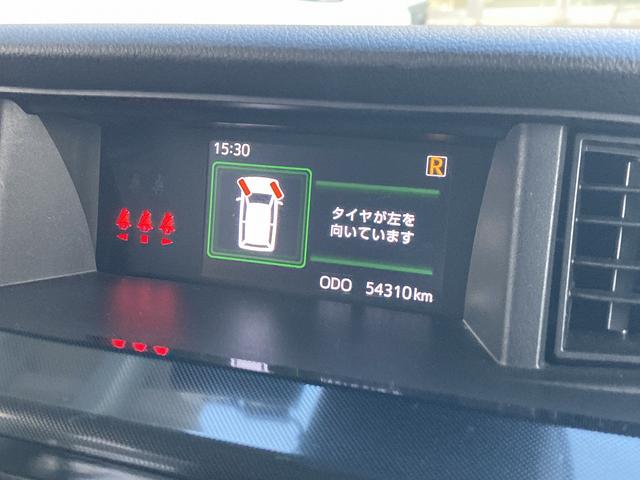 15:30
R
タイヤが左を
向いています
ODO 54310km